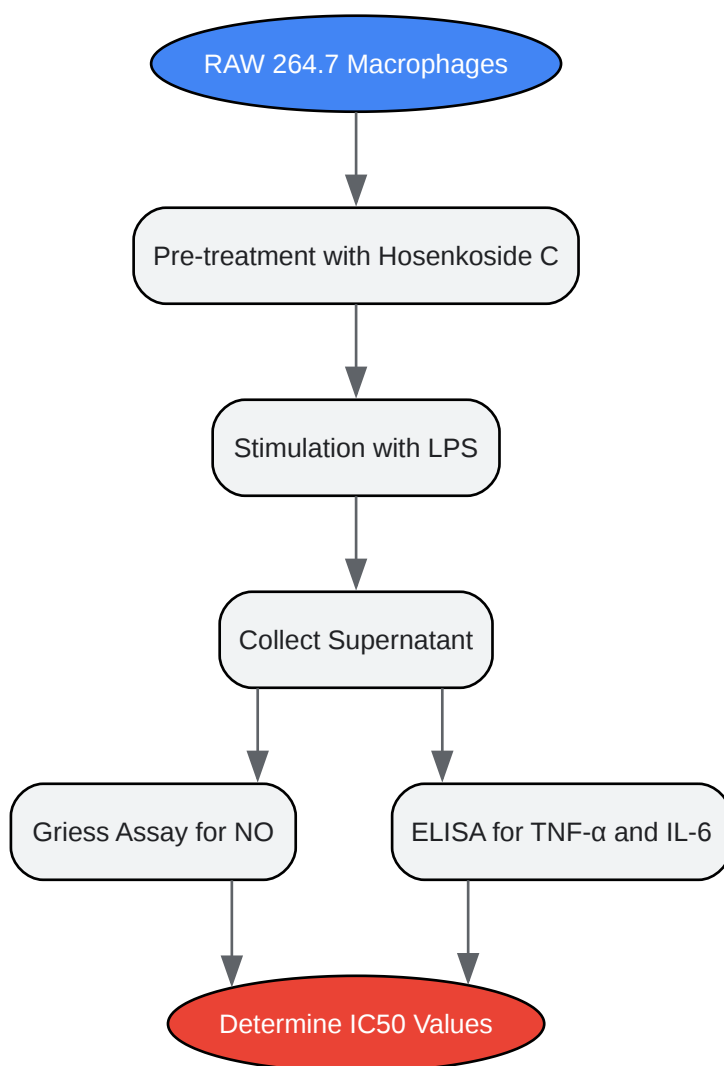 RAW 264.7 Macrophages
Pre-treatment with Hosenkoside C
Stimulation with LPS
Collect Supernatant
Griess Assay for NO
ELISA for TNF-α and IL-6
Determine IC50 Values